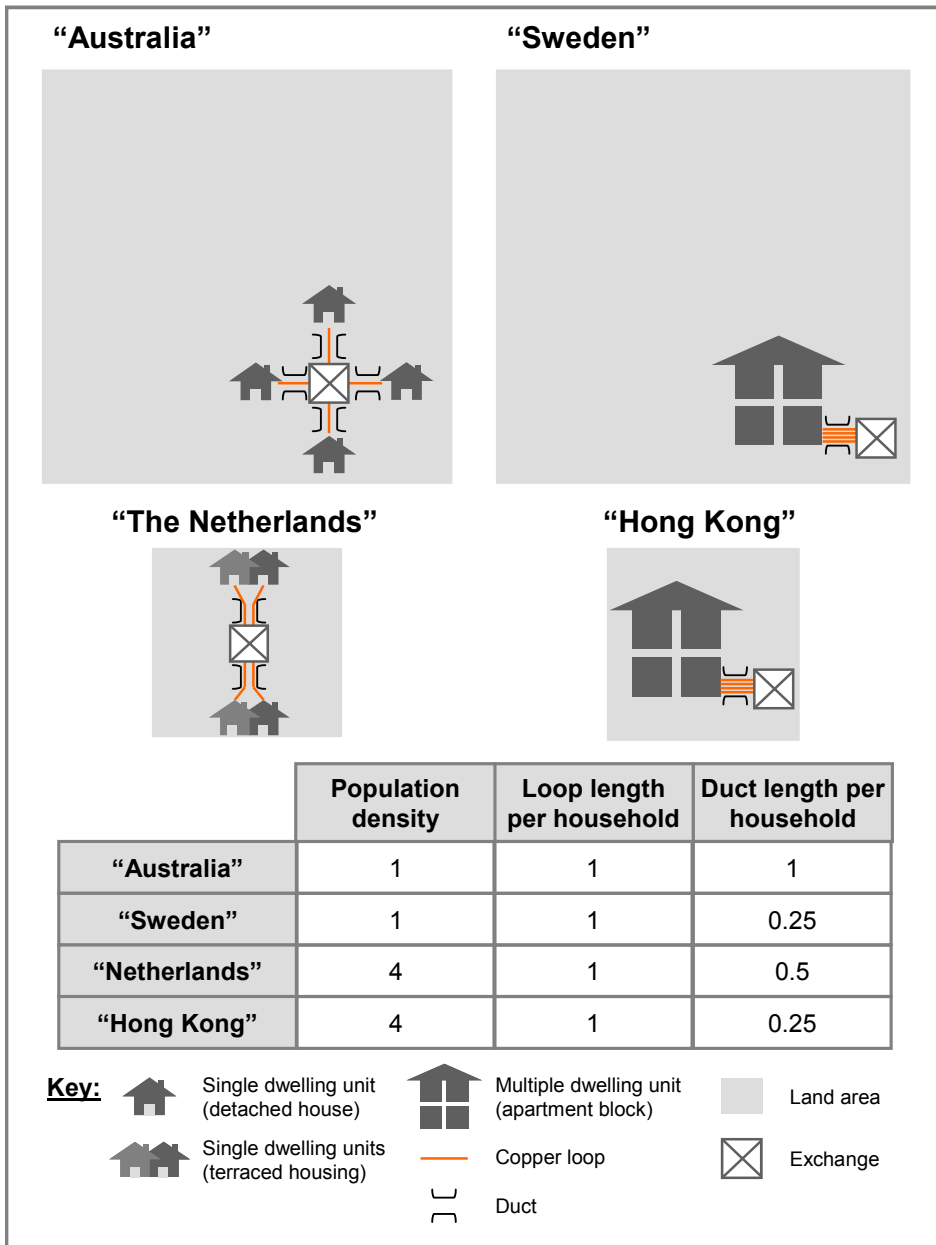 “Australia”
“Sweden”
“The Netherlands”
“Hong Kong”
Population density
Loop length per household
Duct length per household
“Australia” 1 1 1
“Sweden” 1 1 0.25
“Netherlands” 4 1 0.5
“Hong Kong” 4 1 0.25
Key:
Single dwelling unit
(detached house)
Multiple dwelling unit
(apartment block)
Land area
Single dwelling units
(terraced housing)
Copper loop
Exchange
Duct